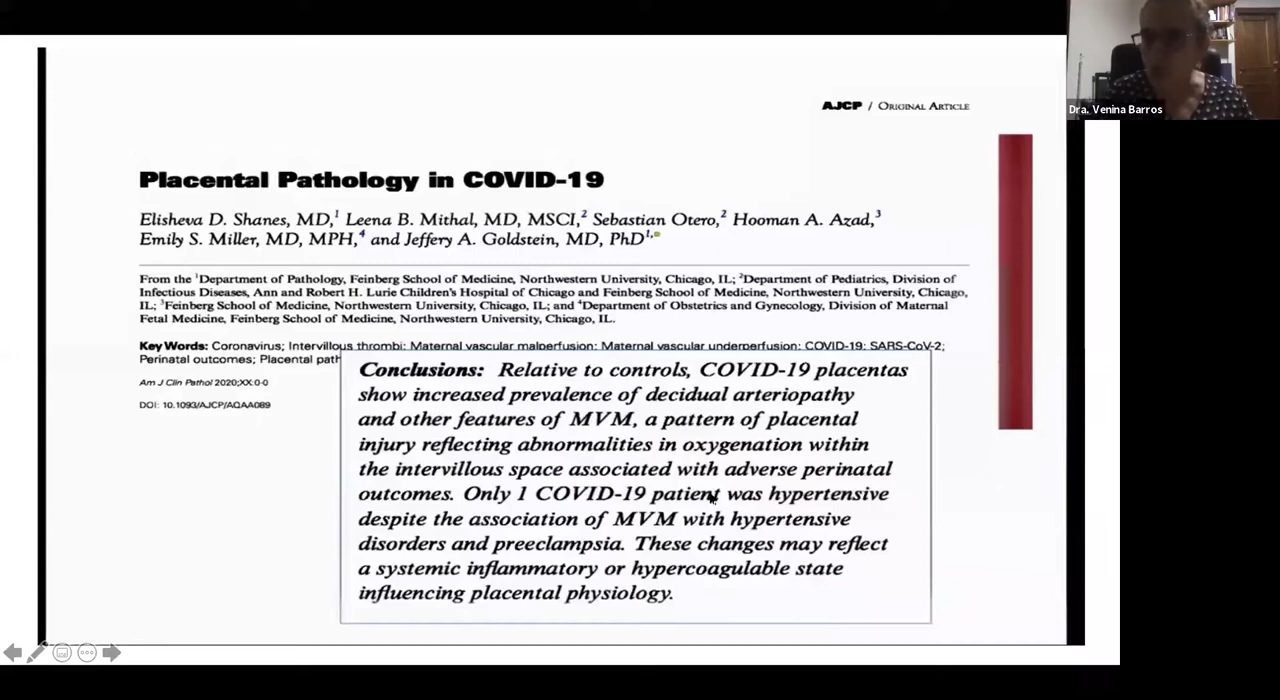 Dra. Venina Barros
AJCP / ORIGINAL ARTICLE
Placental Pathology in COVID-19
Elisheva D. Shanes, MD,1 Leena B. Mithal, MD, MSCI,2 Sebastian Otero,2 Hooman A. Azad,3
Emily S. Miller, MD, MPH,4 and Jeffery A. Goldstein, MD, PhD1,
From the 1Department of Pathology, Feinberg School of Medicine, Northwestern University, Chicago, IL; 2Department of Pediatrics, Division of
Infectious Diseases, Ann and Robert H. Lurie Children's Hospital of Chicago and Feinberg School of Medicine, Northwestern University, Chicago,
IL; 3Feinberg School of Medicine, Northwestern University, Chicago, IL; and 4Department of Obstetrics and Gynecology, Division of Maternal
Fetal Medicine, Feinberg School of Medicine, Northwestern University, Chicago, IL.
Key Words: Coronavirus; Intervillous thrombi; Maternal vascular malperfusion; Maternal vascular underperfusion; COVID-19; SARS-CoV-2;
Perinatal outcomes; Placental path
Am J Clin Pathol 2020;XX:0-0
DOI: 10.1093/AJCP/AQAA089
Conclusions: Relative to controls, COVID-19 placentas
show increased prevalence of decidual arteriopathy
and other features of MVM, a pattern of placental
injury reflecting abnormalities in oxygenation within
the intervillous space associated with adverse perinatal
outcomes. Only 1 COVID-19 patient was hypertensive
despite the association of MVM with hypertensive
disorders and preeclampsia. These changes may reflect
a systemic inflammatory or hypercoagulable state
influencing placental physiology.